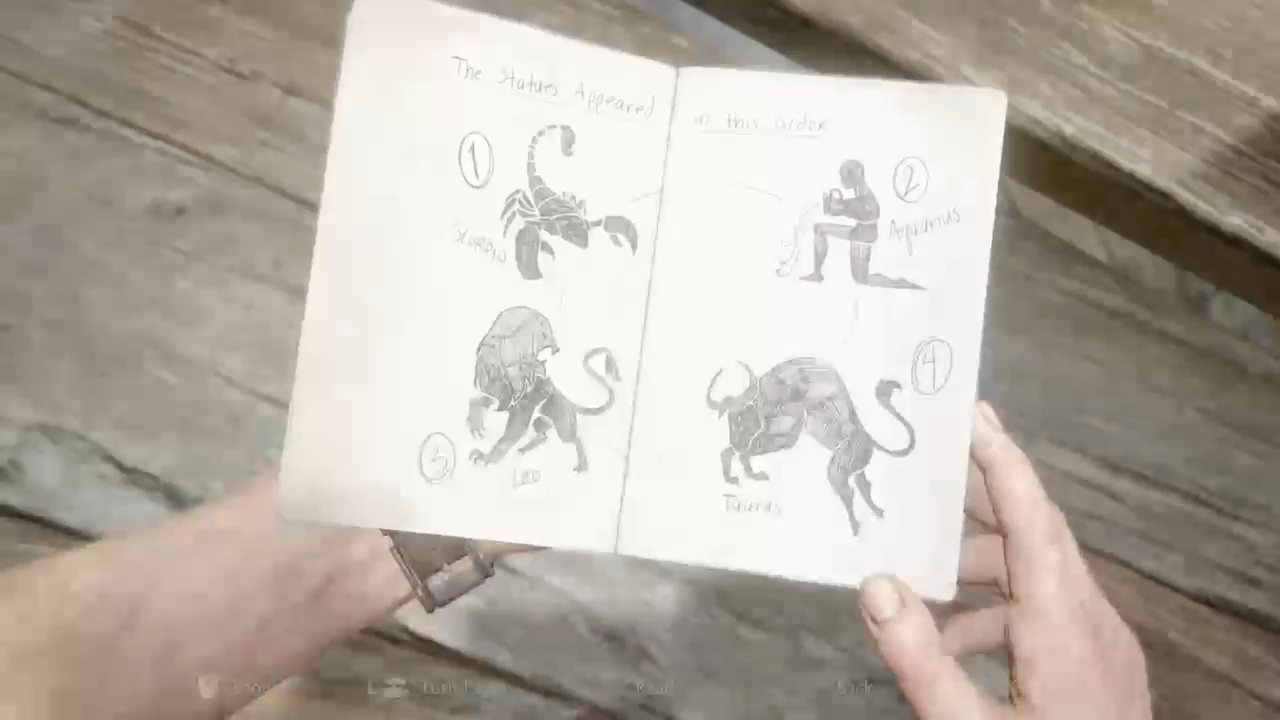 The Statues Appeared in this order
1
2
Scorpio
Aquarius
3
4
Leo
Taurus